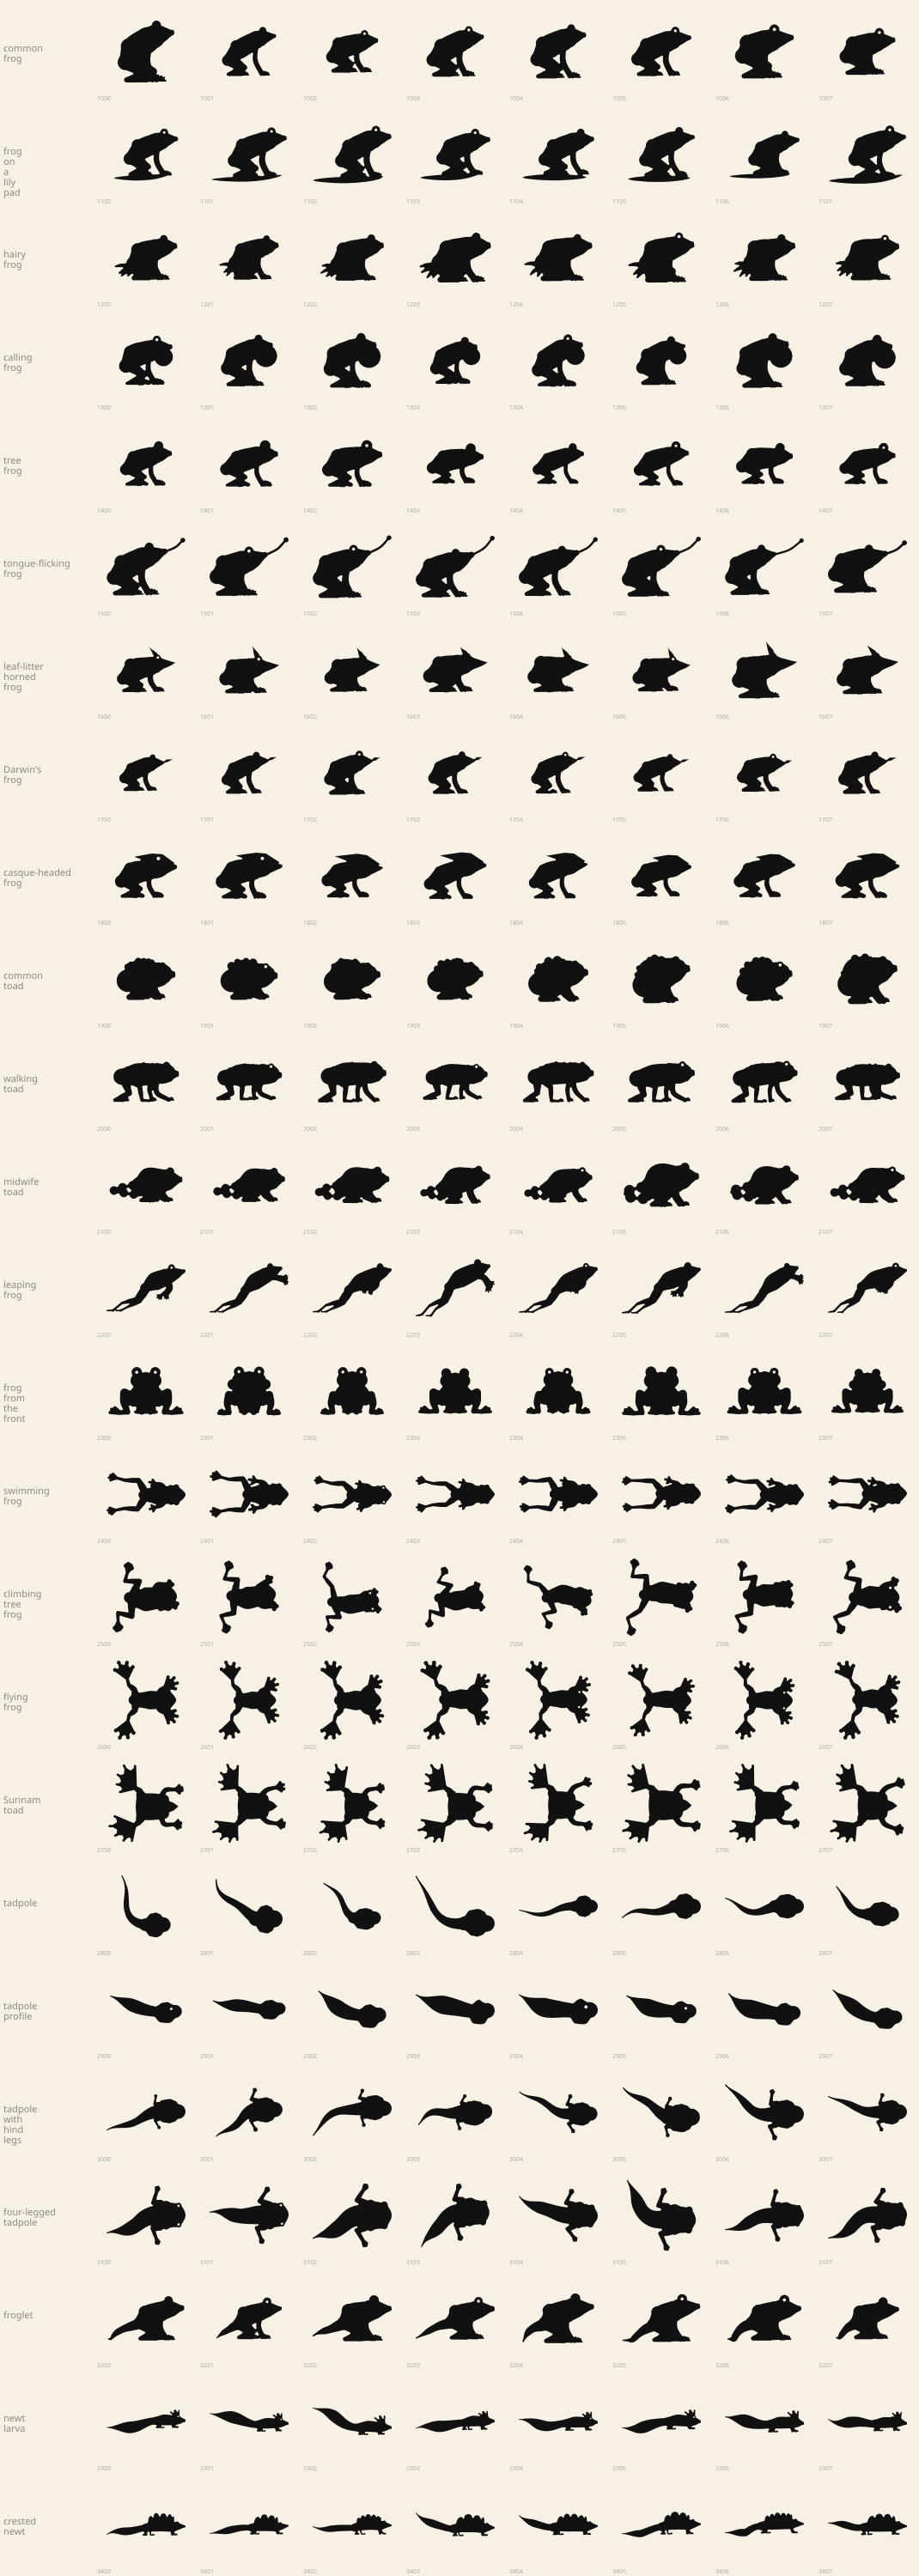 common
frog
1000 1001 1002 1003 1004 1005 1006 1007
frog
on
a
lily
pad
1100 1101 1102 1103 1104 1105 1106 1107
hairy
frog
1200 1201 1202 1203 1204 1205 1206 1207
calling
frog
1300 1301 1302 1303 1304 1305 1306 1307
tree
frog
1400 1401 1402 1403 1404 1405 1406 1407
tongue-flicking
frog
1500 1501 1502 1503 1504 1505 1506 1507
leaf-litter
horned
frog
1600 1601 1602 1603 1604 1605 1606 1607
Darwin's
frog
1700 1701 1702 1703 1704 1705 1706 1707
casque-headed
frog
1800 1801 1802 1803 1804 1805 1806 1807
common
toad
1900 1901 1902 1903 1904 1905 1906 1907
walking
toad
2000 2001 2002 2003 2004 2005 2006 2007
midwife
toad
2100 2101 2102 2103 2104 2105 2106 2107
leaping
frog
2200 2201 2202 2203 2204 2205 2206 2207
frog
from
the
front
2300 2301 2302 2303 2304 2305 2306 2307
swimming
frog
2400 2401 2402 2403 2404 2405 2406 2407
climbing
tree
frog
2500 2501 2502 2503 2504 2505 2506 2507
flying
frog
2600 2601 2602 2603 2604 2605 2606 2607
Surinam
toad
2700 2701 2702 2703 2704 2705 2706 2707
tadpole
2800 2801 2802 2803 2804 2805 2806 2807
tadpole
profile
2900 2901 2902 2903 2904 2905 2906 2907
tadpole
with
hind
legs
3000 3001 3002 3003 3004 3005 3006 3007
four-legged
tadpole
3100 3101 3102 3103 3104 3105 3106 3107
froglet
3200 3201 3202 3203 3204 3205 3206 3207
newt
larva
3300 3301 3302 3303 3304 3305 3306 3307
crested
newt
3400 3401 3402 3403 3404 3405 3406 3407